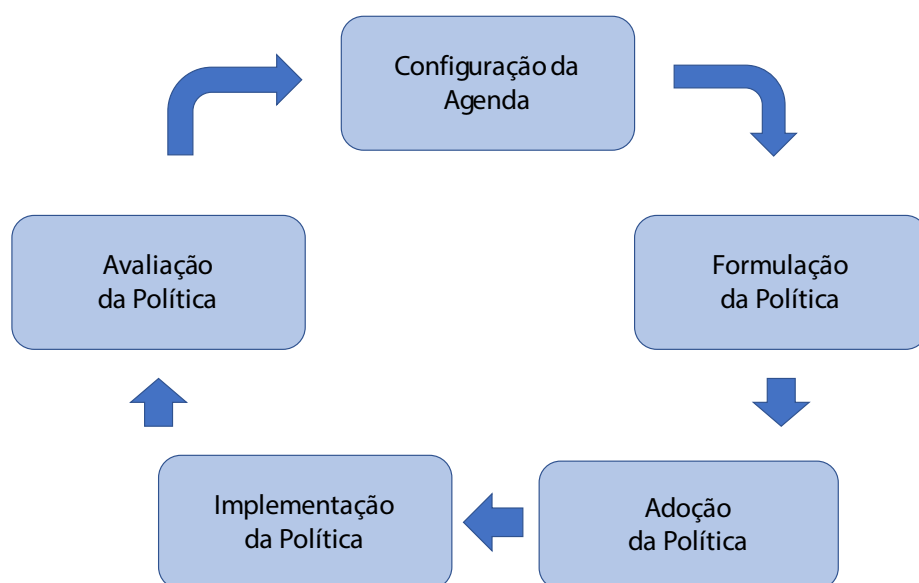 Configuração da
Agenda
Formulação
da Política
Adoção
da Política
Implementação
da Política
Avaliação
da Política